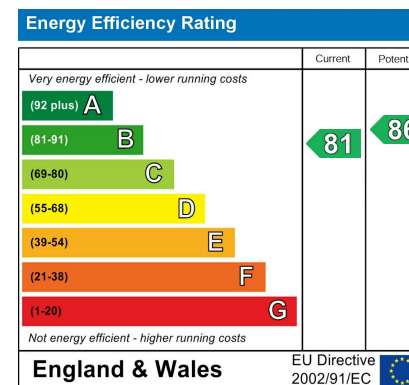 Energy Efficiency Rating
Current Potent
Very energy efficient - lower running costs
(92 plus) A
(81-91) B
81 86
(69-80) C
(55-68) D
(39-54) E
(21-38) F
(1-20) G
Not energy efficient - higher running costs
England & Wales
EU Directive
2002/91/EC